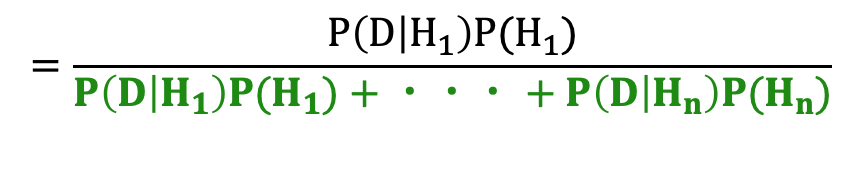 P(D|H₁)P(H₁)
=
P(D|H₁)P(H₁) + · · · + P(D|Hₙ)P(Hₙ)